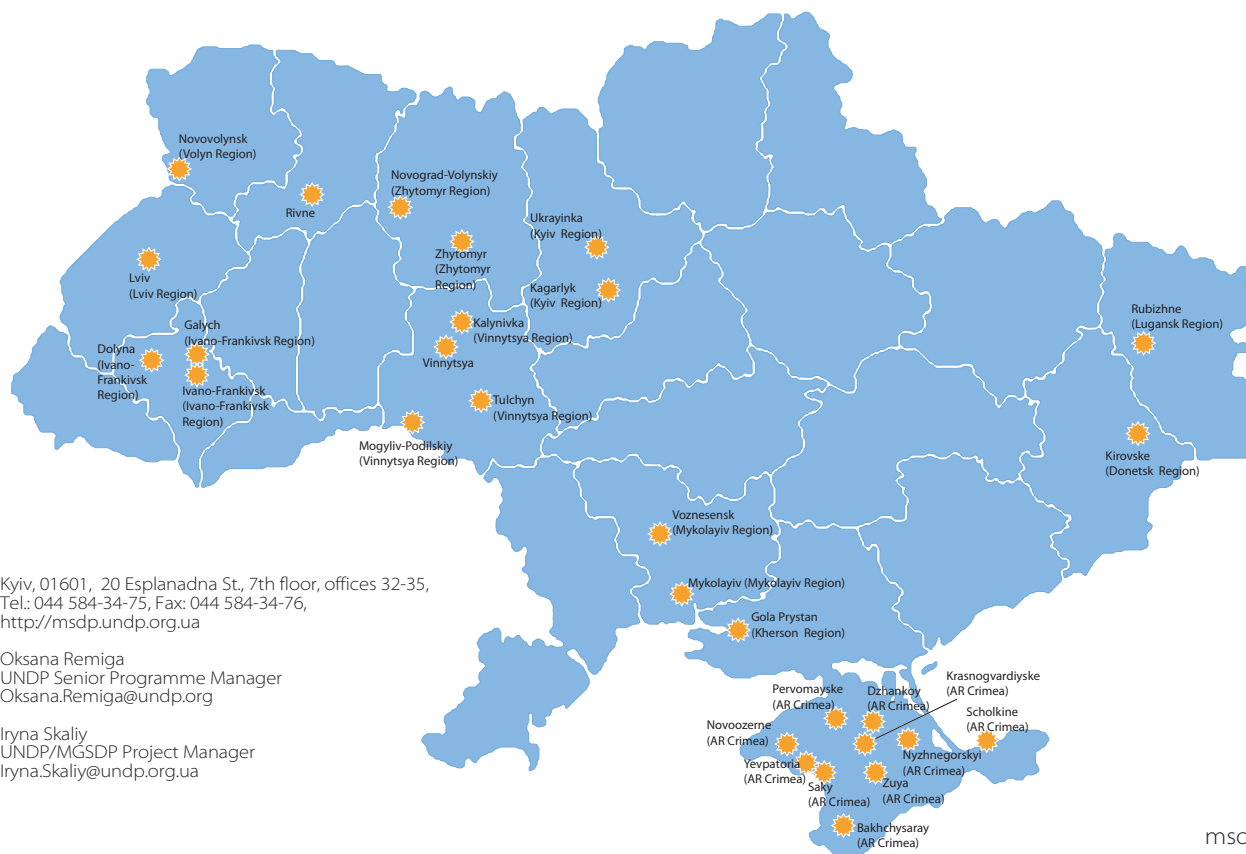 Novovolynsk
(Volyn Region)
Rivne
Novograd-Volynskiy
(Zhytomyr Region)
Zhytomyr
(Zhytomyr
Region)
Ukrayinka
(Kyiv  Region)
Kagarlyk
(Kyiv  Region)
Lviv
(Lviv Region)
Galych
(Ivano-Frankivsk Region)
Dolyna
(Ivano-
Frankivsk
Region)
Ivano-Frankivsk
(Ivano-Frankivsk
Region)
Kalynivka
(Vinnytsya Region)
Vinnytsya
Tulchyn
(Vinnytsya Region)
Mogyliv-Podilskiy
(Vinnytsya Region)
Rubizhne
(Lugansk Region)
Kirovske
(Donetsk  Region)
Voznesensk
(Mykolayiv Region)
Mykolayiv (Mykolayiv Region)
Gola Prystan
(Kherson  Region)
Pervomayske
(AR Crimea)
Dzhankoy
(AR Crimea)
Krasnogvardiyske
(AR Crimea)
Scholkine
(AR Crimea)
Novoozerne
(AR Crimea)
Nyzhnegorskyi
(AR Crimea)
Yevpatoria
(AR Crimea)
Saky
(AR Crimea)
Zuya
(AR Crimea)
Bakhchysaray
(AR Crimea)
Kyiv, 01601,  20 Esplanadna St., 7th floor, offices 32-35,
Tel.: 044 584-34-75, Fax: 044 584-34-76,
http://msdp.undp.org.ua
Oksana Remiga
UNDP Senior Programme Manager
Oksana.Remiga@undp.org
Iryna Skaliy
UNDP/MGSDP Project Manager
Iryna.Skaliy@undp.org.ua